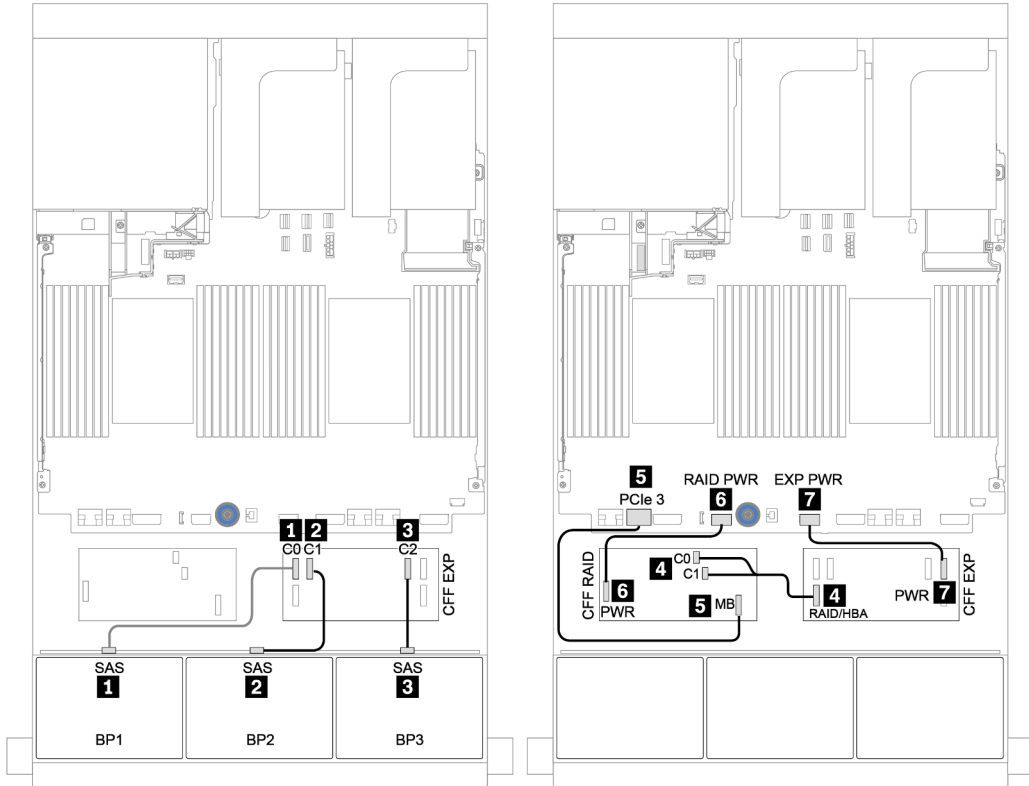 1 2 3
C0 C1 C2
CFF EXP
SAS SAS SAS
1 2 3
BP1 BP2 BP3
5 RAID PWR EXP PWR
PCIe 3 6 7
CFF RAID
C0
4 C1
6 PWR
5 MB
4
RAID/HBA
PWR 7
CFF EXP